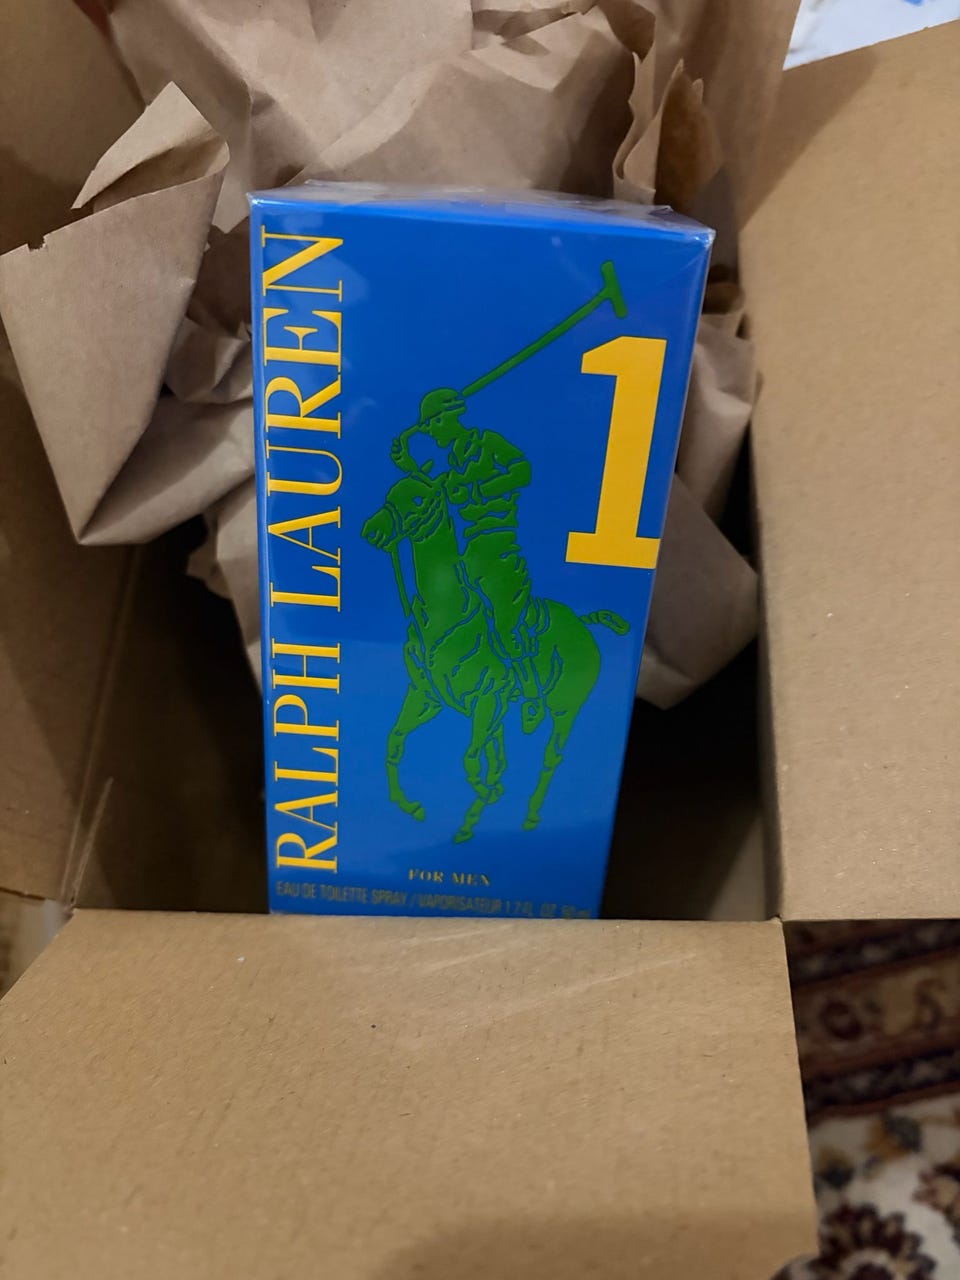 RALPH LAUREN
1
FOR MEN
EAU DE TOILETTE SPRAY / VAPORISATEUR 1.7 FL. OZ. 50 ml